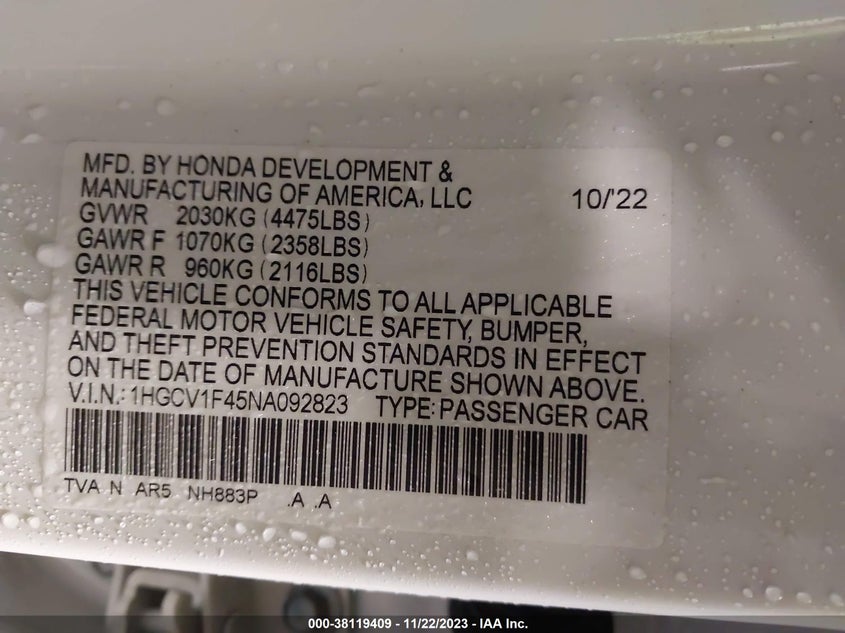 MFD. BY HONDA DEVELOPMENT &
MANUFACTURING OF AMERICA, LLC 10/'22
GVWR 2030KG (4475LBS)
GAWR F 1070KG (2358LBS)
GAWR R 960KG (2116LBS)
THIS VEHICLE CONFORMS TO ALL APPLICABLE
FEDERAL MOTOR VEHICLE SAFETY, BUMPER,
AND THEFT PREVENTION STANDARDS IN EFFECT
ON THE DATE OF MANUFACTURE SHOWN ABOVE.
V.I.N.: 1HGCV1F45NA092823 TYPE: PASSENGER CAR
TVA N AR5 NH883P .A .A
000-38119409 - 11/22/2023 - IAA Inc.